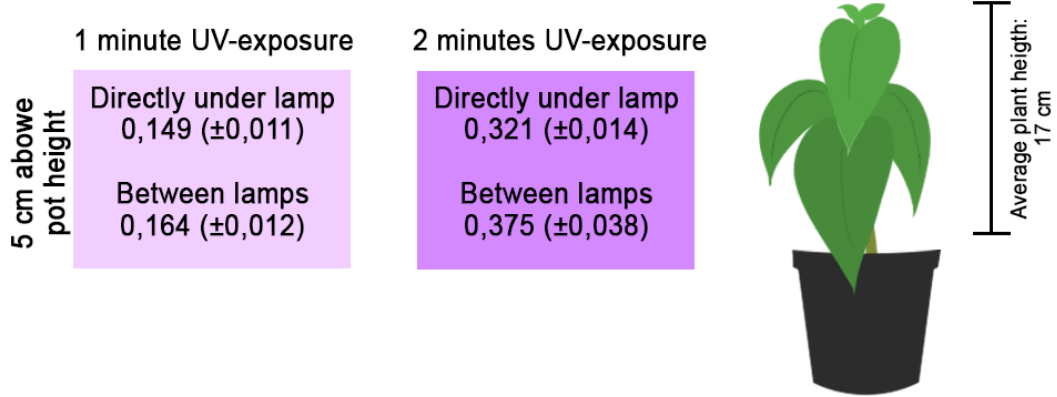 1 minute UV-exposure
2 minutes UV-exposure
5 cm abowe
pot height
Directly under lamp
0,149 (±0,011)
Between lamps
0,164 (±0,012)
Directly under lamp
0,321 (±0,014)
Between lamps
0,375 (±0,038)
Average plant heigth:
17 cm